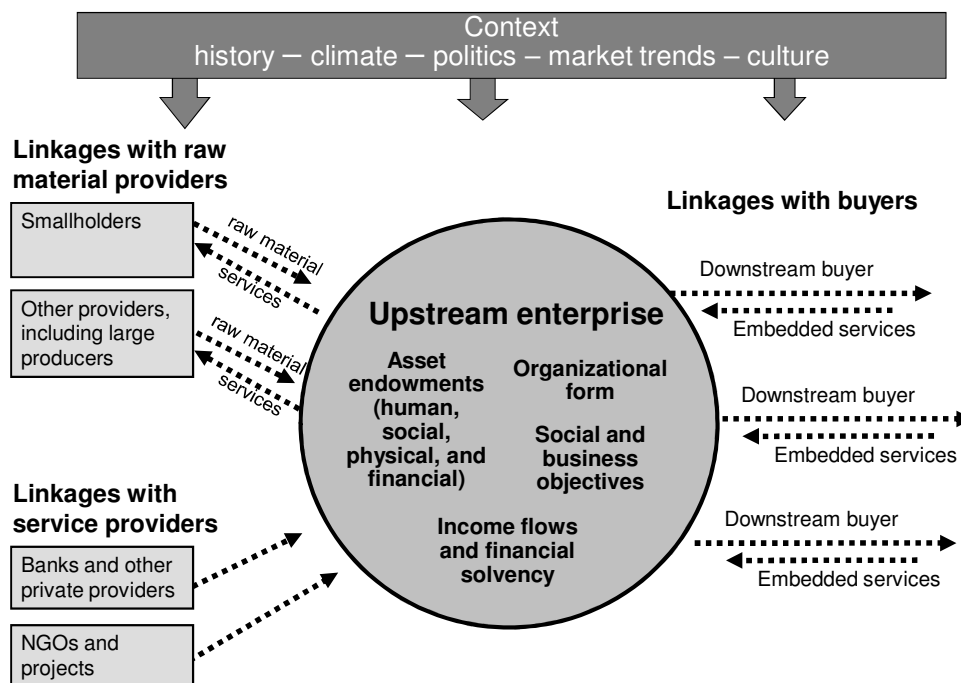 Context
history — climate — politics – market trends – culture
Linkages with raw
material providers
Smallholders
raw material
services
Other providers,
including large
producers
raw material
services
Linkages with
service providers
Banks and other
private providers
NGOs and
projects
Upstream enterprise
Asset
endowments
(human,
social,
physical, and
financial)
Organizational
form
Social and
business
objectives
Income flows
and financial
solvency
Linkages with buyers
Downstream buyer
Embedded services
Downstream buyer
Embedded services
Downstream buyer
Embedded services